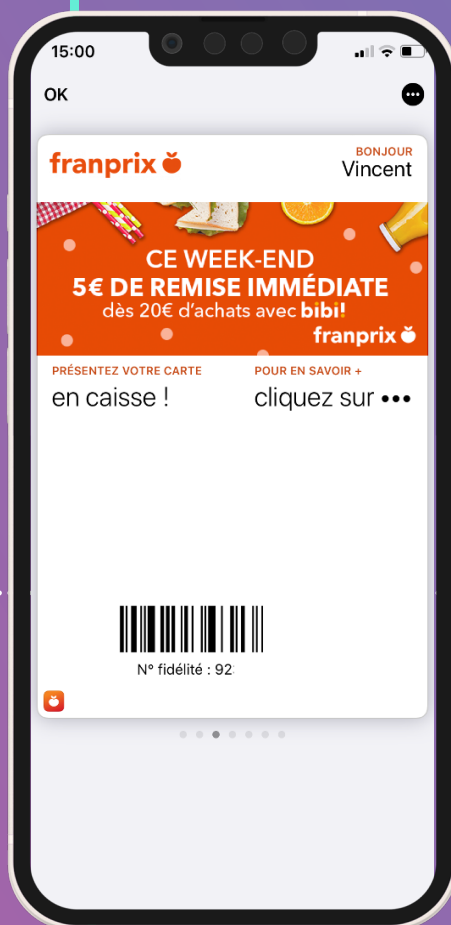 15:00
OK
franprix
BONJOUR
Vincent
CE WEEK-END
5€ DE REMISE IMMÉDIATE
dès 20€ d'achats avec bibi!
franprix
PRÉSENTEZ VOTRE CARTE
en caisse !
POUR EN SAVOIR +
cliquez sur •••
N° fidélité : 92